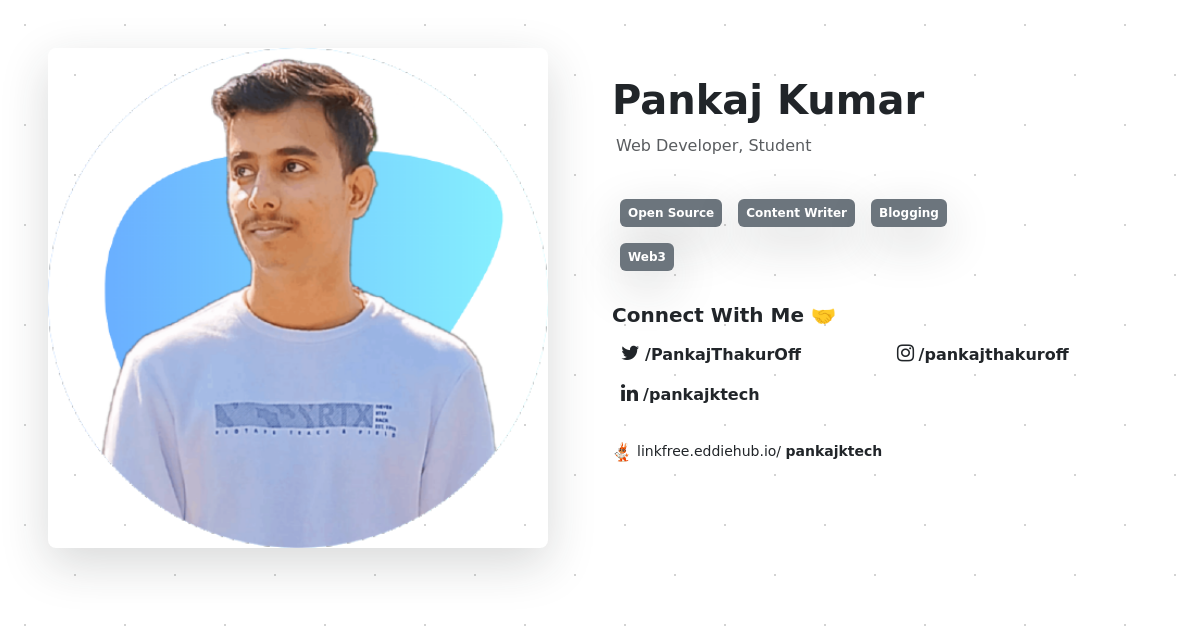 Pankaj Kumar
Web Developer, Student
Open Source Content Writer Blogging
Web3
Connect With Me 🤝
/PankajThakurOff /pankajthakuroff
/pankajktech
linkfree.eddiehub.io/ pankajktech
RTX